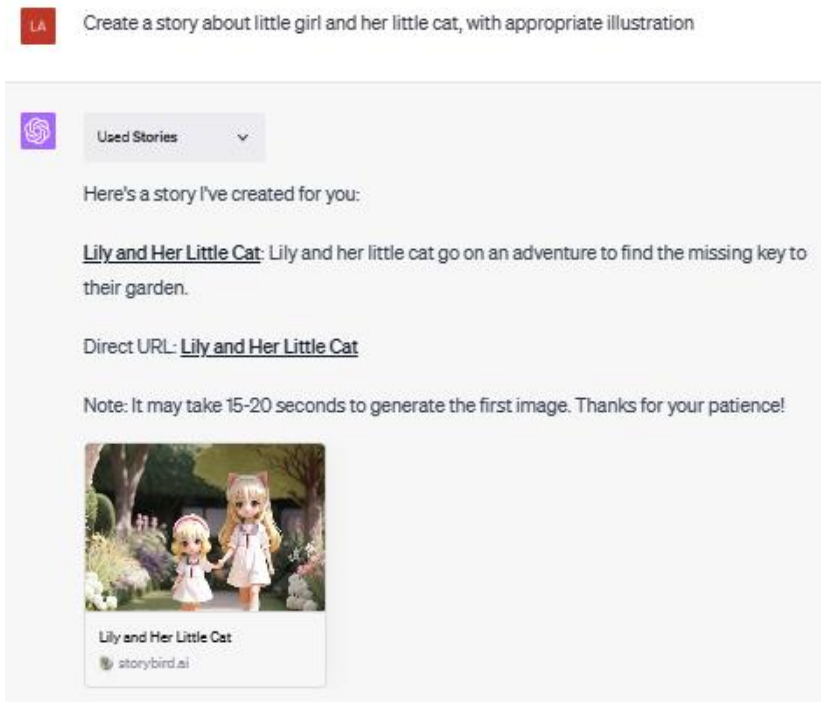 LA
Create a story about little girl and her little cat, with appropriate illustration
Used Stories
Here's a story I've created for you:
Lily and Her Little Cat: Lily and her little cat go on an adventure to find the missing key to
their garden.
Direct URL: Lily and Her Little Cat
Note: It may take 15-20 seconds to generate the first image. Thanks for your patience!
Lily and Her Little Cat
storybird.ai